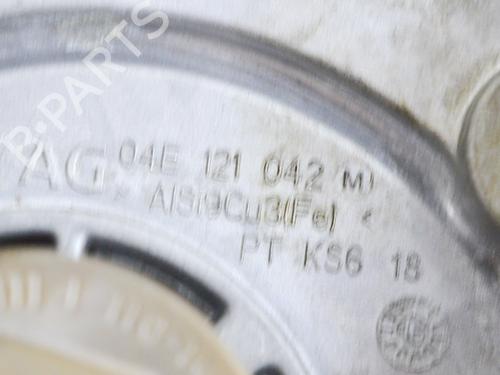 B-PARTS
AG 04E 121 042 M
> AlSi9Cu3(Fe) <
PT KS6 18